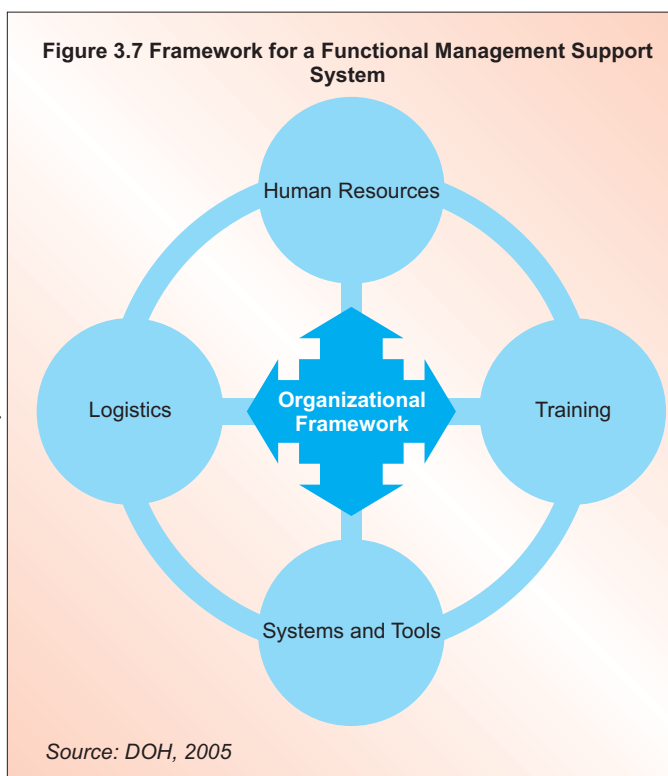 Figure 3.7 Framework for a Functional Management Support
System
Human Resources
Logistics
Organizational
Framework
Training
Systems and Tools
Source: DOH, 2005